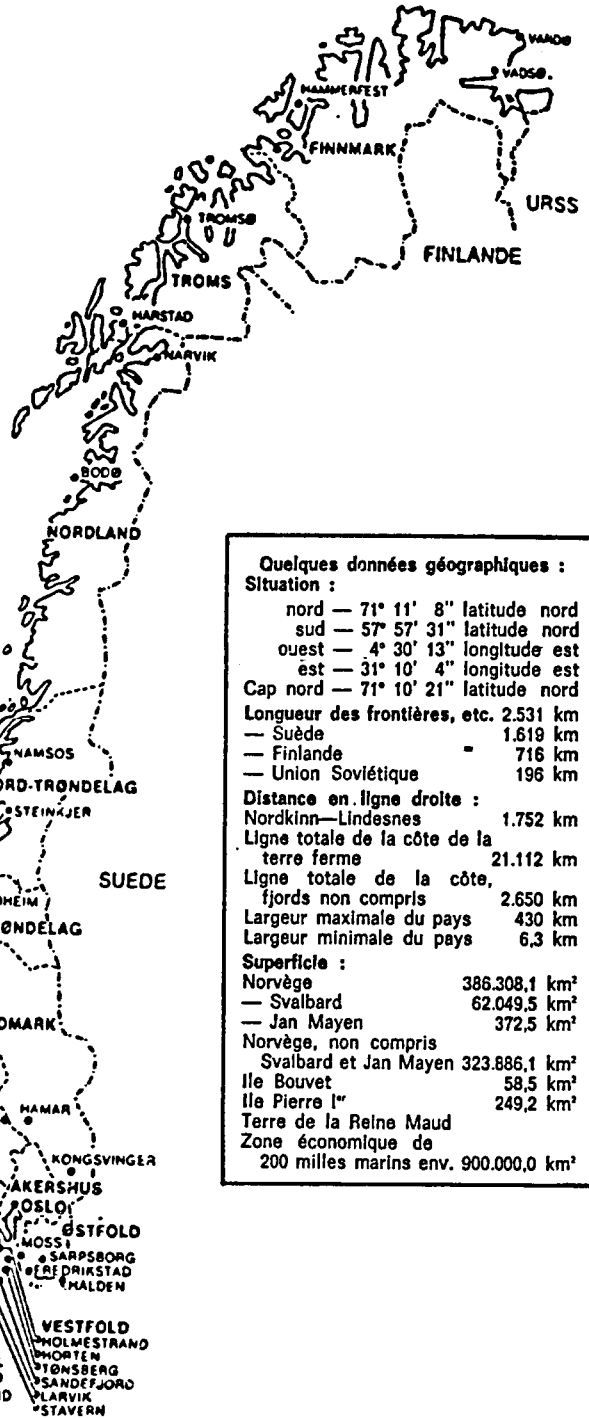 VARDØ
VADSØ
HAMMERFEST
FINNMARK
URSS
TROMSØ
FINLANDE
TROMS
HARSTAD
NARVIK
BODØ
NORDLAND
Quelques données géographiques :
Situation :
nord — 71° 11' 8" latitude nord
sud — 57° 57' 31" latitude nord
ouest — 4° 30' 13" longitude est
est — 31° 10' 4" longitude est
Cap nord — 71° 10' 21" latitude nord
Longueur des frontières, etc. 2.531 km
— Suède 1.619 km
— Finlande 716 km
— Union Soviétique 196 km
Distance en ligne droite :
Nordkinn—Lindesnes 1.752 km
Ligne totale de la côte de la
terre ferme 21.112 km
Ligne totale de la côte,
fjords non compris 2.650 km
Largeur maximale du pays 430 km
Largeur minimale du pays 6,3 km
Superficie :
Norvège 386.308,1 km²
— Svalbard 62.049,5 km²
— Jan Mayen 372,5 km²
Norvège, non compris
Svalbard et Jan Mayen 323.886,1 km²
Ile Bouvet 58,5 km²
Ile Pierre Iᵉʳ 249,2 km²
Terre de la Reine Maud
Zone économique de
200 milles marins env. 900.000,0 km²
NAMSOS
ORD-TRØNDELAG
STEINKJER
SUEDE
HEIM
ØNDELAG
DMARK
HAMAR
KONGSVINGER
AKERSHUS
OSLO
ØSTFOLD
MOSS
SARPSBORG
FREDRIKSTAD
HALDEN
VESTFOLD
HOLMESTRAND
HORTEN
TØNSBERG
SANDEFJORD
LARVIK
STAVERN